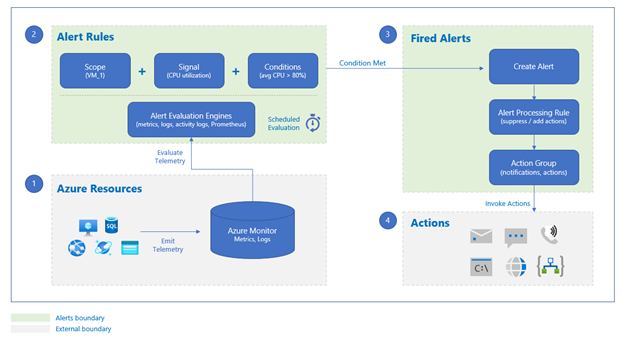 2
Alert Rules
Scope
(VM_1)
+
Signal
(CPU utilization)
+
Conditions
(avg CPU > 80%)
Alert Evaluation Engines
(metrics, logs, activity logs, Prometheus)
Scheduled
Evaluation
Condition Met
3
Fired Alerts
Create Alert
Alert Processing Rule
(suppress / add actions)
Action Group
(notifications, actions)
Evaluate
Telemetry
Invoke Actions
1
Azure Resources
SQL
Emit
Telemetry
Azure Monitor
Metrics, Logs
4
Actions
C:\
Alerts boundary
External boundary